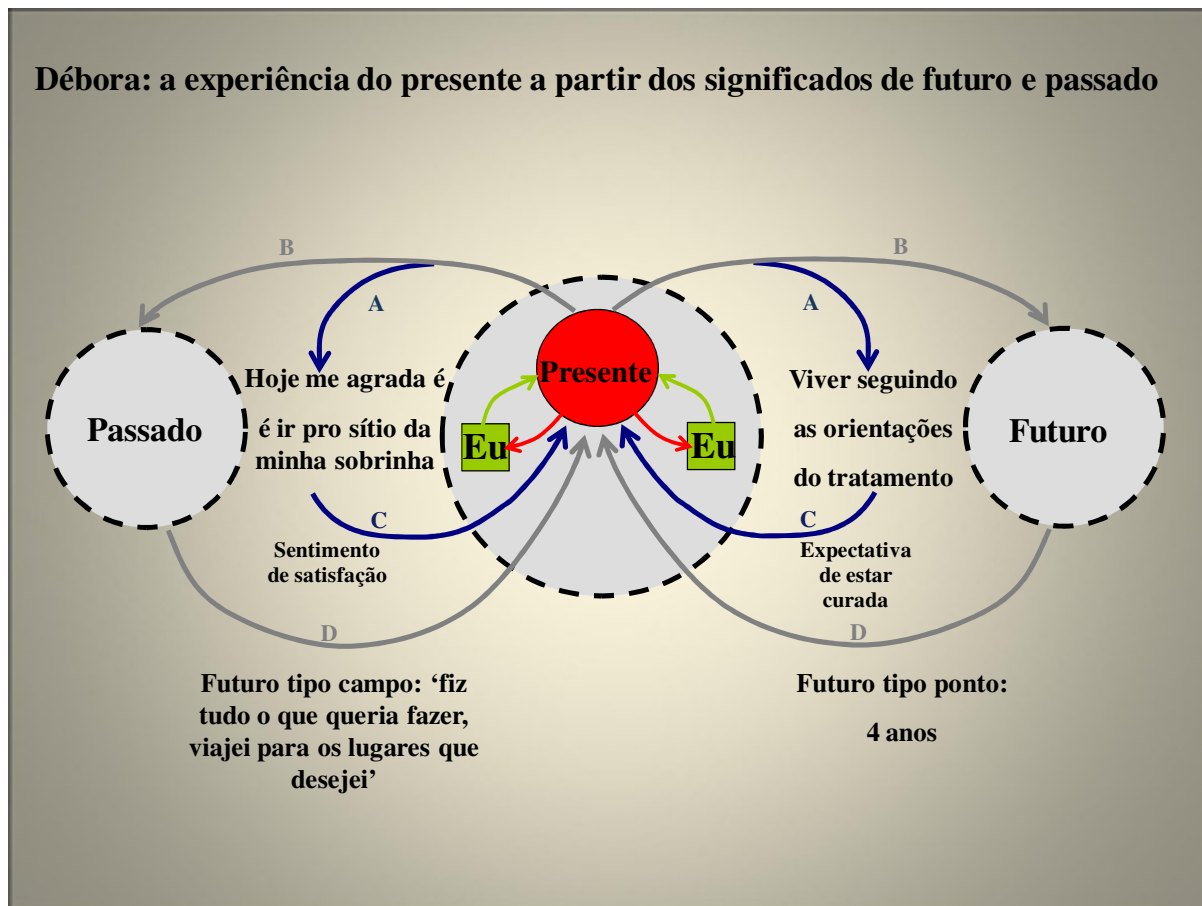 Débora: a experiência do presente a partir dos significados de futuro e passado
B
B
A
A
Passado
Hoje me agrada é
é ir pro sítio da
minha sobrinha
Presente
Eu
Eu
Viver seguindo
as orientações
do tratamento
Futuro
C
Sentimento
de satisfação
C
Expectativa
de estar
curada
D
D
Futuro tipo campo: ‘fiz
tudo o que queria fazer,
viajei para os lugares que
desejei’
Futuro tipo ponto:
4 anos